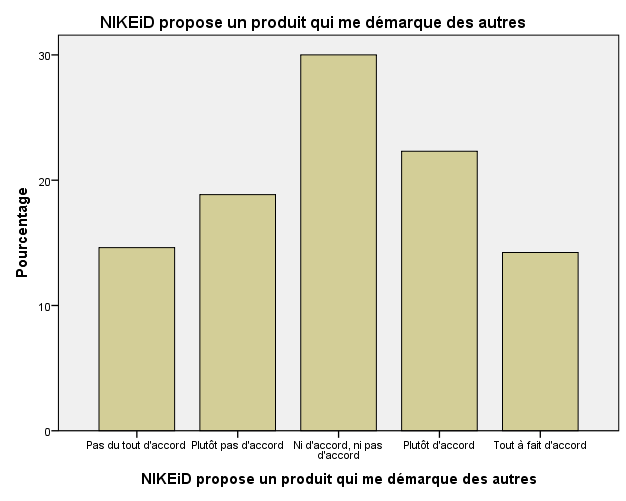 NIKEiD propose un produit qui me démarque des autres
30
20
10
0
Pourcentage
Pas du tout d'accord
Plutôt pas d'accord
Ni d'accord, ni pas
d'accord
Plutôt d'accord
Tout à fait d'accord
NIKEiD propose un produit qui me démarque des autres